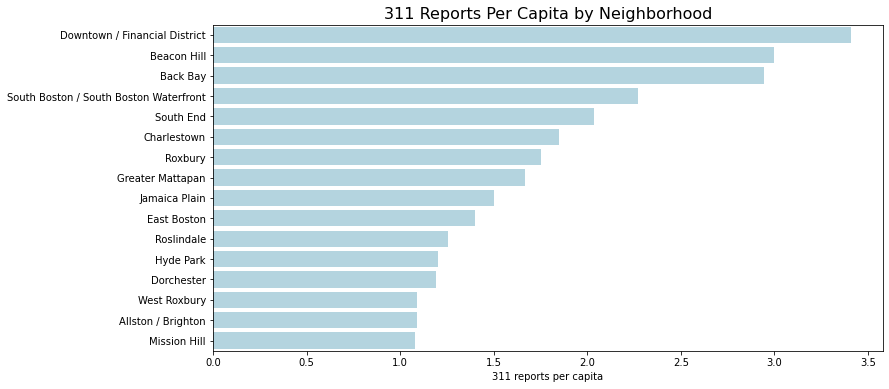 311 Reports Per Capita by Neighborhood
Downtown / Financial District
Beacon Hill
Back Bay
South Boston / South Boston Waterfront
South End
Charlestown
Roxbury
Greater Mattapan
Jamaica Plain
East Boston
Roslindale
Hyde Park
Dorchester
West Roxbury
Allston / Brighton
Mission Hill
0.0 0.5 1.0 1.5 2.0 2.5 3.0 3.5
311 reports per capita